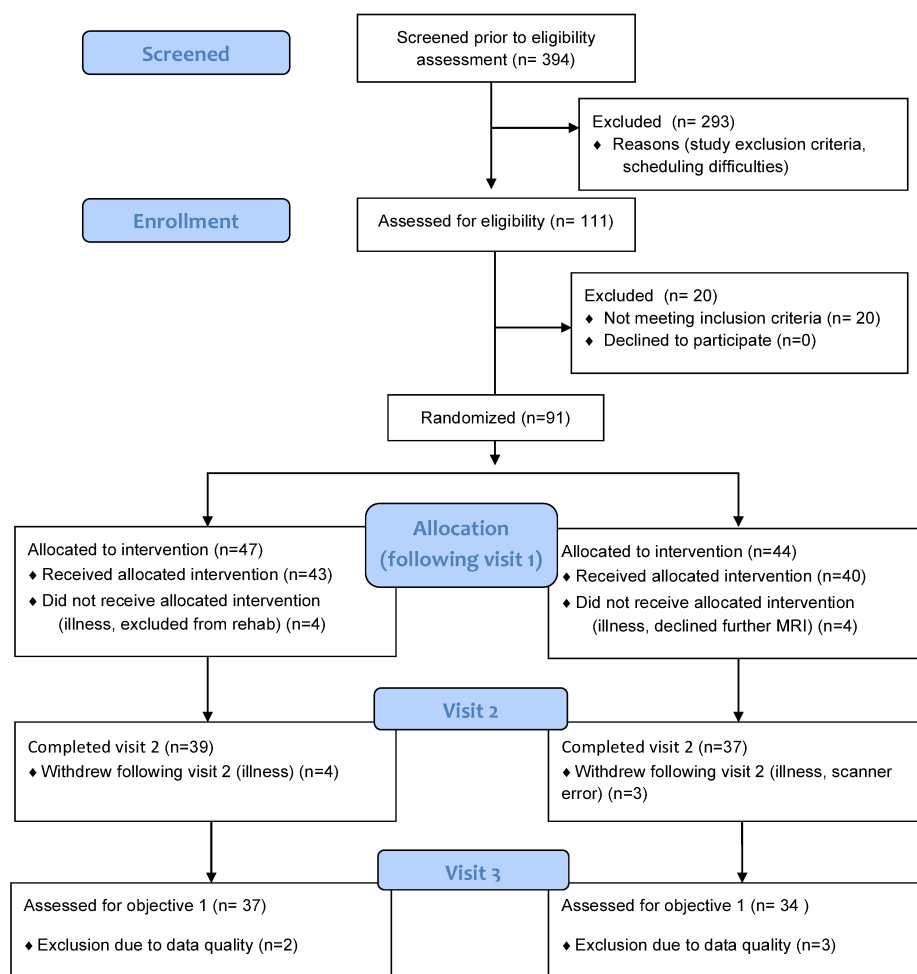 Screened
Screened prior to eligibility
assessment (n= 394)
Excluded (n= 293)
♦ Reasons (study exclusion criteria,
scheduling difficulties)
Enrollment
Assessed for eligibility (n= 111)
Excluded (n= 20)
♦ Not meeting inclusion criteria (n= 20)
♦ Declined to participate (n=0)
Randomized (n=91)
Allocation
(following visit 1)
Allocated to intervention (n=47)
♦ Received allocated intervention (n=43)
♦ Did not receive allocated intervention
(illness, excluded from rehab) (n=4)
Allocated to intervention (n=44)
♦ Received allocated intervention (n=40)
♦ Did not receive allocated intervention
(illness, declined further MRI) (n=4)
Visit 2
Completed visit 2 (n=39)
♦ Withdrew following visit 2 (illness) (n=4)
Completed visit 2 (n=37)
♦ Withdrew following visit 2 (illness, scanner
error) (n=3)
Visit 3
Assessed for objective 1 (n= 37)
♦ Exclusion due to data quality (n=2)
Assessed for objective 1 (n= 34 )
♦ Exclusion due to data quality (n=3)